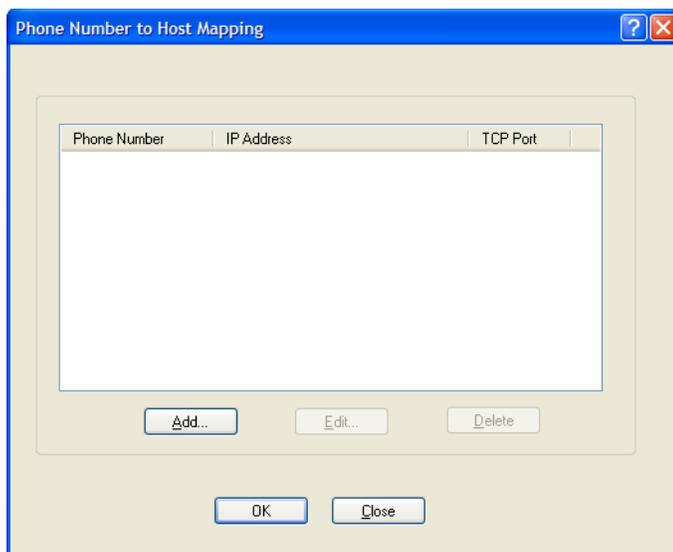 Phone Number to Host Mapping
Phone Number IP Address TCP Port
Add... Edit... Delete
OK Close